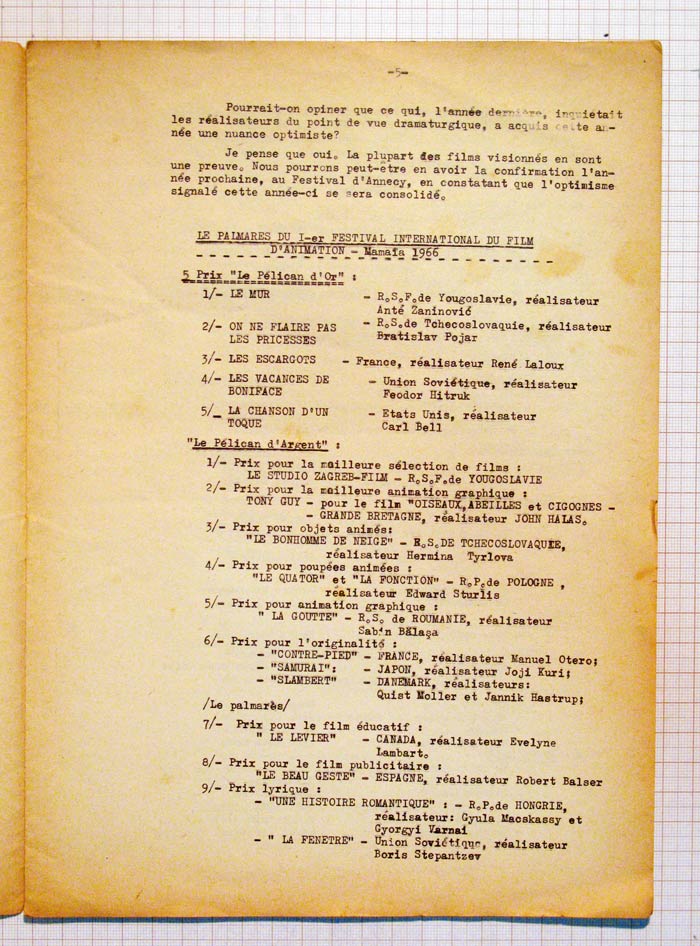 -5-
Pourrait-on opiner que ce qui, l'année dernière, inquiétait
les réalisateurs du point de vue dramaturgique, a acquis cette an-
née une nuance optimiste?
Je pense que oui. La plupart des films visionnés en sont
une preuve. Nous pourrons peut-être en avoir la confirmation l'an-
née prochaine, au Festival d'Annecy, en constatant que l'optimisme
signalé cette année-ci se sera consolidé.
LE PALMARES DU I-er FESTIVAL INTERNATIONAL DU FILM
D'ANIMATION - Mamaïa 1966
5 Prix "Le Pélican d'Or" :
1/- LE MUR - R.S.F.de Yougoslavie, réalisateur
Anté Zaninović
2/- ON NE FLAIRE PAS - R.S.de Tchecoslovaquie, réalisateur
LES PRICESSES Bratislav Pojar
3/- LES ESCARGOTS - France, réalisateur René Laloux
4/- LES VACANCES DE - Union Soviétique, réalisateur
BONIFACE Feodor Hitruk
5/_ LA CHANSON D'UN - Etats Unis, réalisateur
TOQUE Carl Bell
"Le Pélican d'Argent" :
1/- Prix pour la meilleure sélection de films :
LE STUDIO ZAGREB-FILM - R.S.F.de YOUGOSLAVIE
2/- Prix pour la meilleure animation graphique :
TONY GUY - pour le film "OISEAUX,ABEILLES et CIGOGNES -
- GRANDE BRETAGNE, réalisateur JOHN HALAS.
3/- Prix pour objets animés:
"LE BONHOMME DE NEIGE" - R.S.DE TCHECOSLOVAQUIE,
réalisateur Hermina Tyrlova
4/- Prix pour poupées animées :
"LE QUATOR" et "LA FONCTION" - R.P.de POLOGNE ,
réalisateur Edward Sturlis
5/- Prix pour animation graphique :
" LA GOUTTE" - R.S. de ROUMANIE, réalisateur
Sabin Bălaşa
6/- Prix pour l'originalité :
- "CONTRE-PIED" - FRANCE, réalisateur Manuel Otero;
- "SAMURAI": - JAPON, réalisateur Joji Kuri;
- "SLAMBERT" - DANEMARK, réalisateurs:
Quist Moller et Jannik Hastrup;
/Le palmarès/
7/- Prix pour le film éducatif :
" LE LEVIER" - CANADA, réalisateur Evelyne
Lambart.
8/- Prix pour le film publicitaire :
"LE BEAU GESTE" - ESPAGNE, réalisateur Robert Balser
9/- Prix lyrique :
- "UNE HISTOIRE ROMANTIQUE" : - R.P.de HONGRIE,
réalisateur: Gyula Macskassy et
Gyorgyi Varnai
- " LA FENETRE" - Union Soviétique, réalisateur
Boris Stepantzev